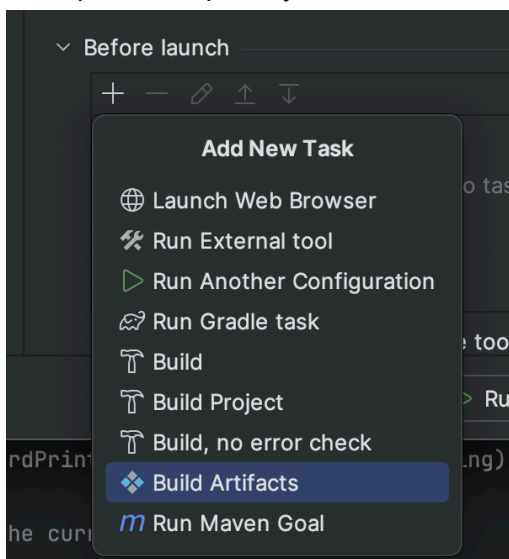 Before launch
Add New Task
Launch Web Browser
Run External tool
Run Another Configuration
Run Gradle task
Build
Build Project
Build, no error check
Build Artifacts
Run Maven Goal